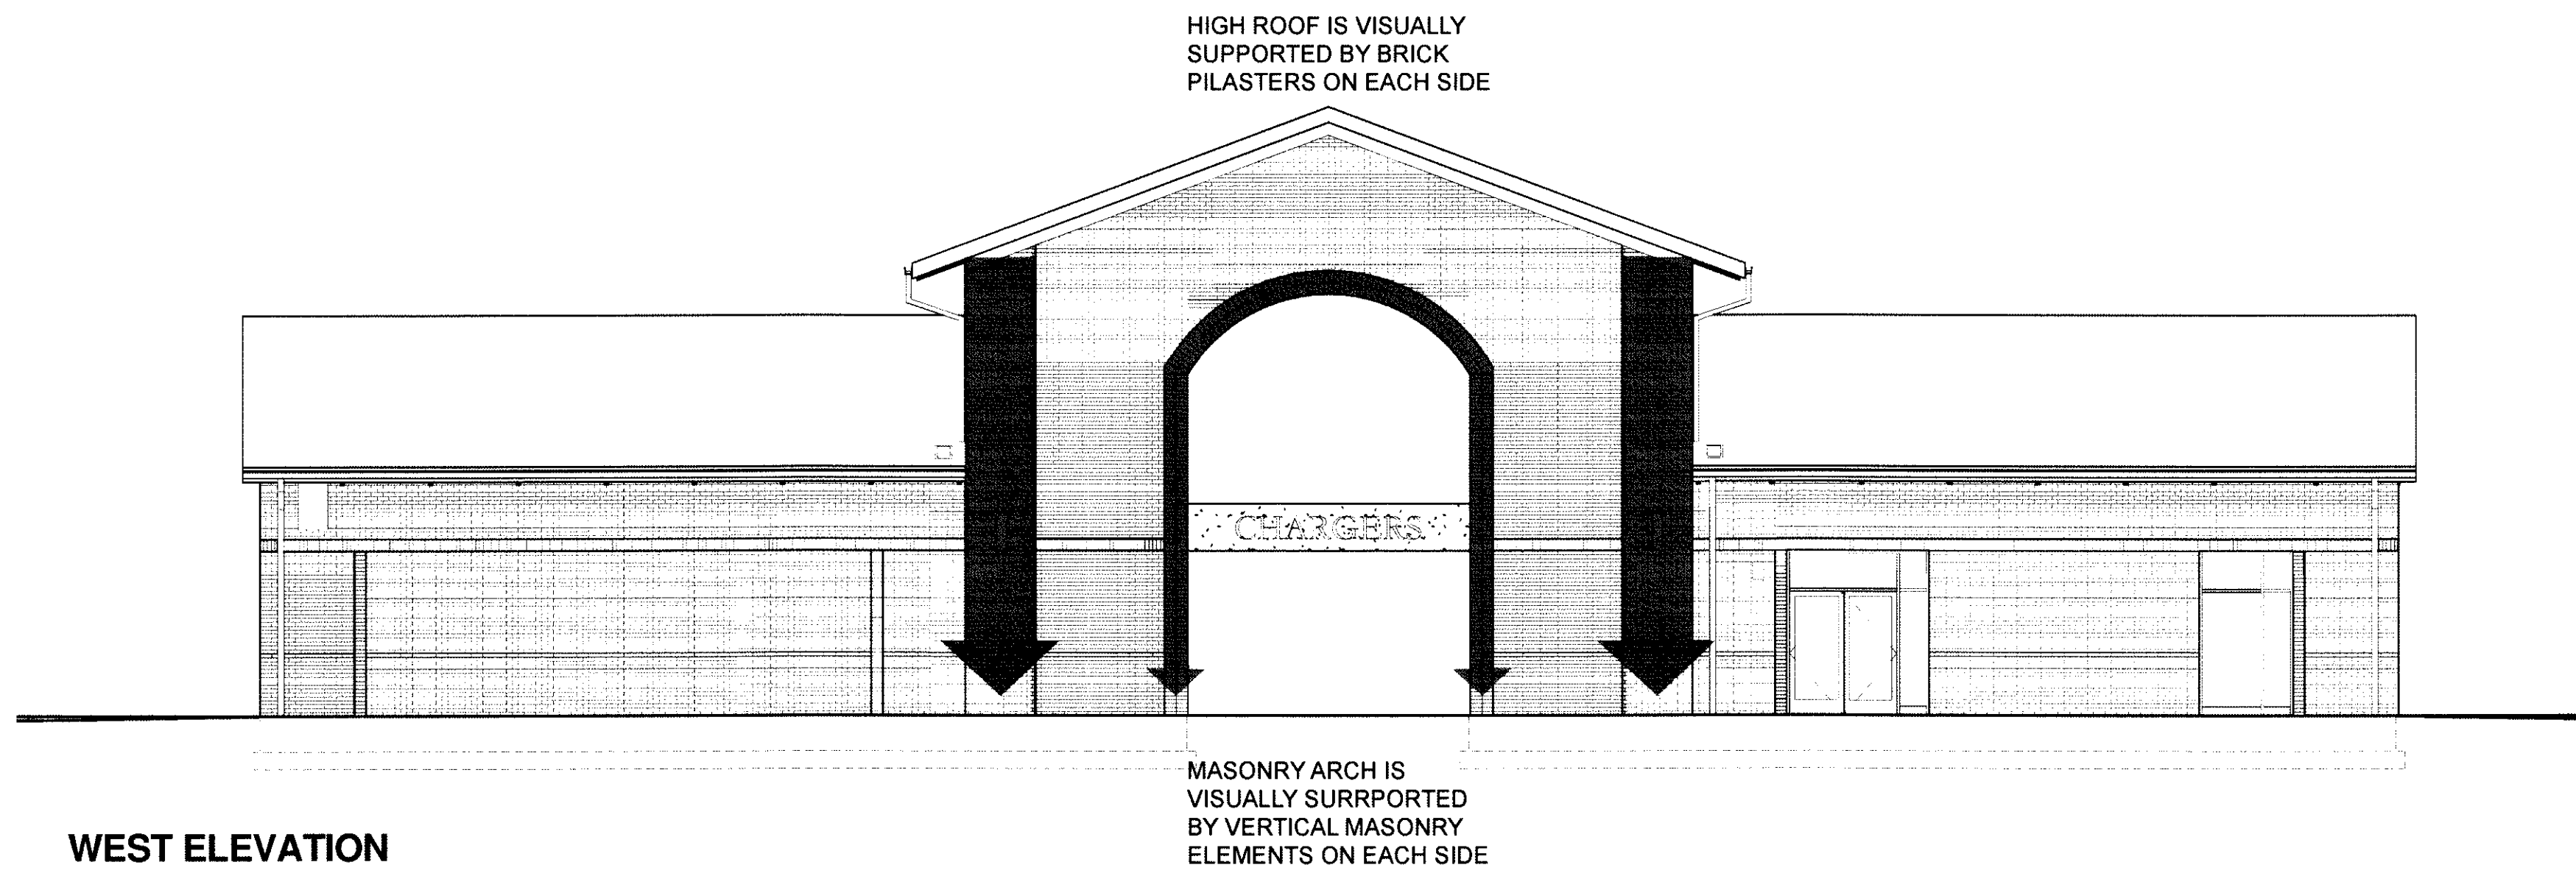 HIGH ROOF IS VISUALLY
SUPPORTED BY BRICK
PILASTERS ON EACH SIDE
CHARGERS
MASONRY ARCH IS
VISUALLY SURRPORTED
BY VERTICAL MASONRY
ELEMENTS ON EACH SIDE
WEST ELEVATION